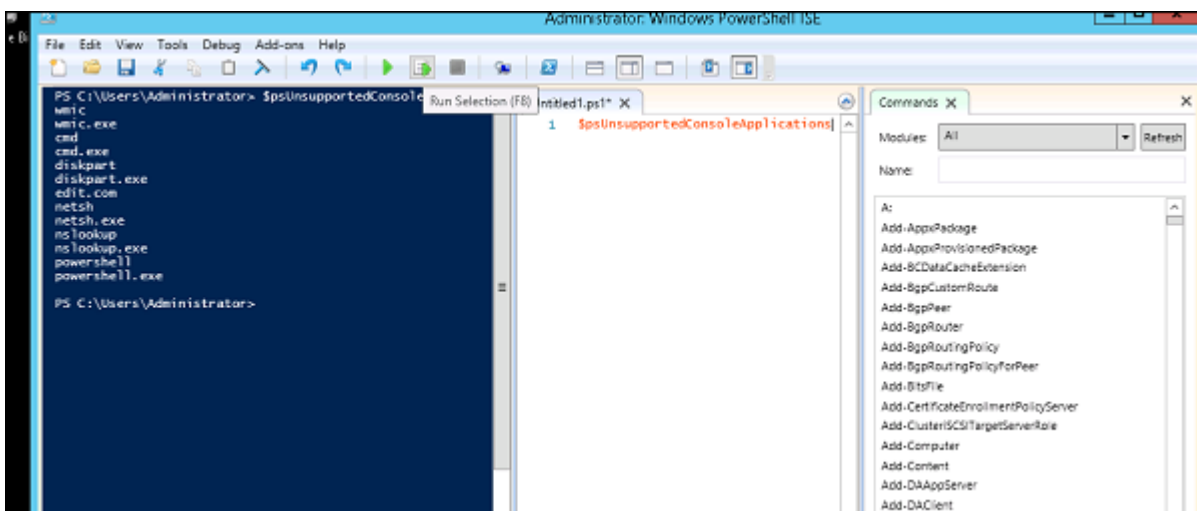 Administrator: Windows PowerShell ISE
File Edit View Tools Debug Add-ons Help
PS C:\Users\Administrator> $psUnsupportedConsole
wmic
wmic.exe
cmd
cmd.exe
diskpart
diskpart.exe
edit.com
netsh
netsh.exe
nslookup
nslookup.exe
powershell
powershell.exe
PS C:\Users\Administrator>
Run Selection (F8)
ntitled1.ps1* X
1 $psUnsupportedConsoleApplications
Commands X
Modules: All Refresh
Name:
A:
Add-AppxPackage
Add-AppxProvisionedPackage
Add-BCDataCacheExtension
Add-BgpCustomRoute
Add-BgpPeer
Add-BgpRouter
Add-BgpRoutingPolicy
Add-BgpRoutingPolicyForPeer
Add-BitsFile
Add-CertificateEnrollmentPolicyServer
Add-ClusteriSCSITargetServerRole
Add-Computer
Add-Content
Add-DAAppServer
Add-DAClient